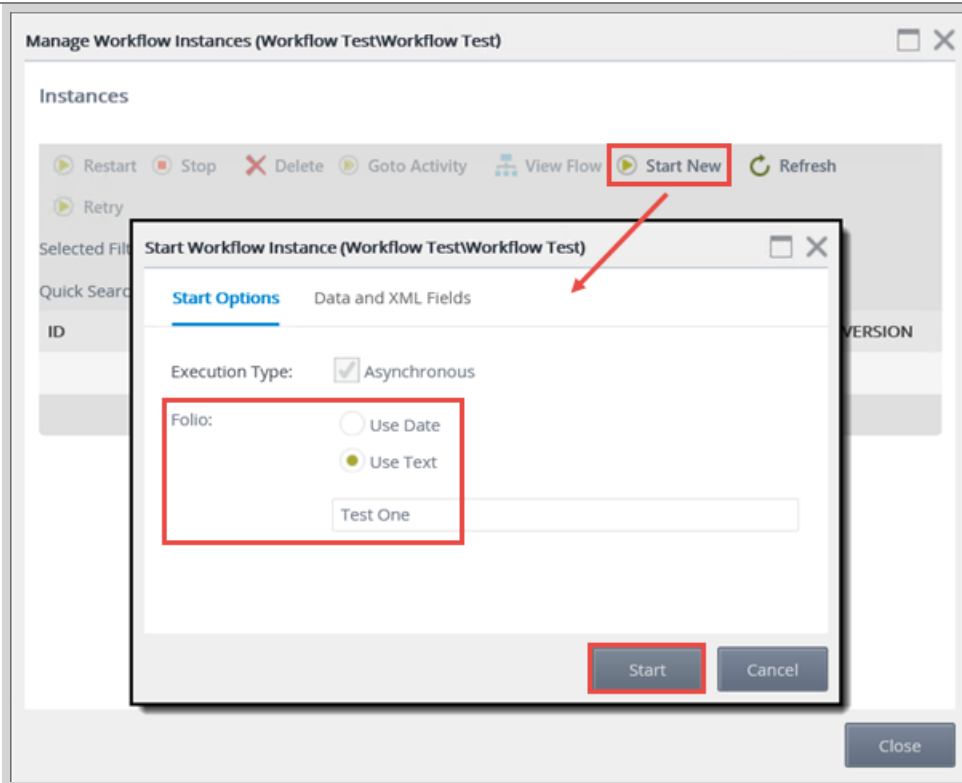 Manage Workflow Instances (Workflow Test\Workflow Test)
Instances
Restart Stop Delete Goto Activity View Flow Start New Refresh
Retry
Selected Filt
Start Workflow Instance (Workflow Test\Workflow Test)
Quick Searc
Start Options Data and XML Fields
ID VERSION
Execution Type: Asynchronous
Folio: Use Date
Use Text
Test One
Start Cancel
Close